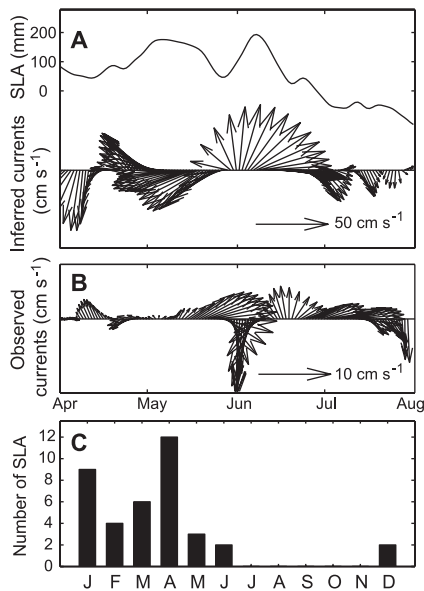 A
SLA (mm)
200
100
0
Inferred currents (cm s⁻¹)
50 cm s⁻¹
B
Observed currents (cm s⁻¹)
10 cm s⁻¹
Apr May Jun Jul Aug
C
Number of SLA
12
10
8
6
4
2
0
J F M A M J J A S O N D